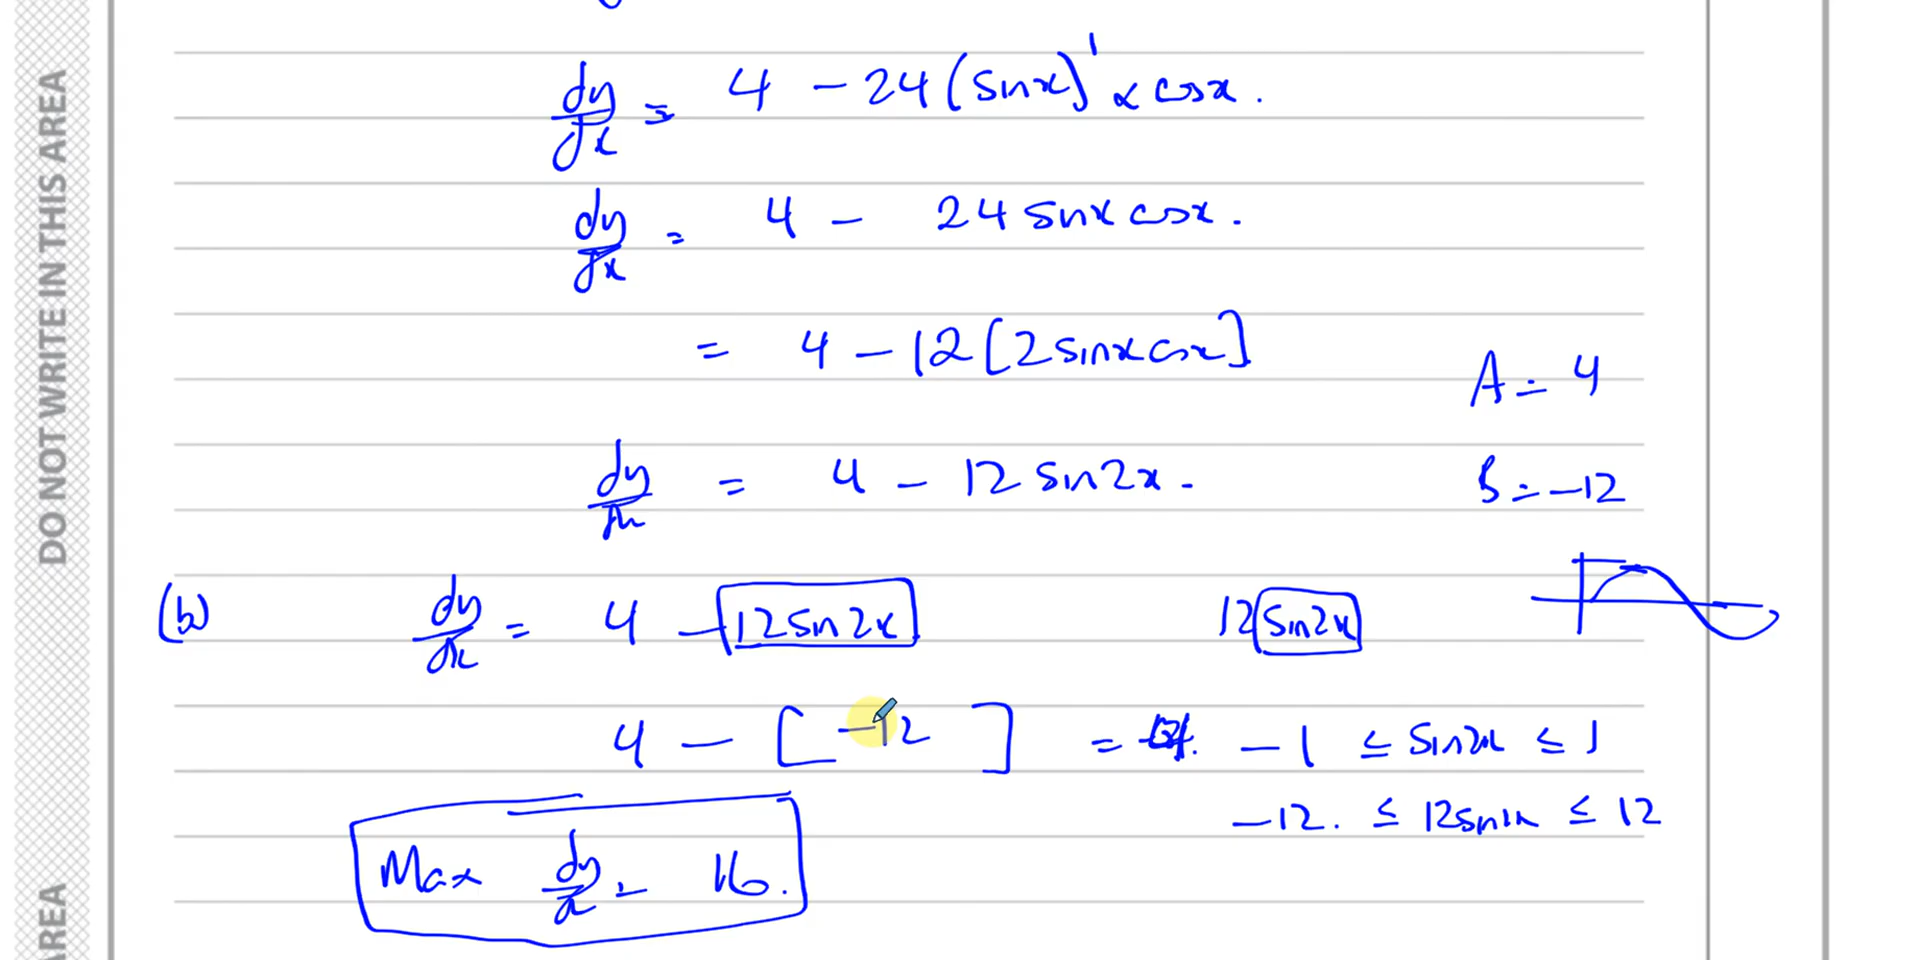 DO NOT WRITE IN THIS AREA
AREA
dy/dx = 4 - 24(sinx)^1 × cosx.
dy/dx = 4 - 24 sinx cosx.
= 4 - 12[2sinx cosx]
A = 4
dy/dx = 4 - 12 sin2x.
B = -12
(b) dy/dx = 4 - 12sin2x 12 sin2x
4 - [ -12 ] = -1 ≤ sin2x ≤ 1
-12. ≤ 12sin2x ≤ 12
Max dy/dx = 16.